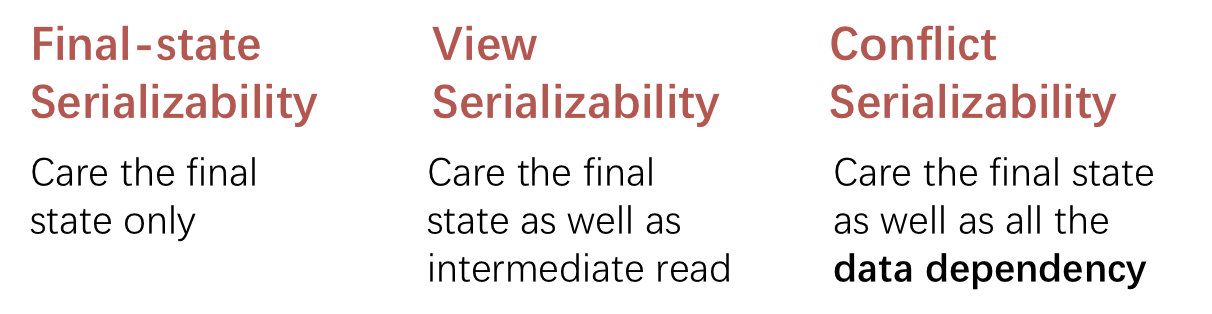 Final-state
Serializability
Care the final
state only
View
Serializability
Care the final
state as well as
intermediate read
Conflict
Serializability
Care the final state
as well as all the
data dependency